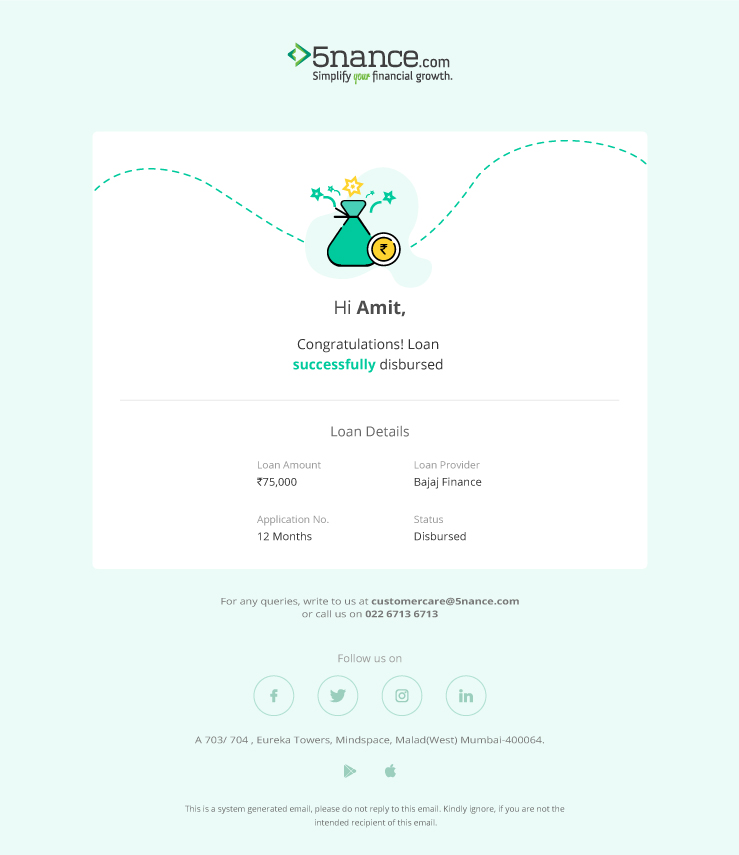 5nance.com
Simplify your financial growth.
₹
Hi Amit,
Congratulations! Loan
successfully disbursed
Loan Details
Loan Amount
Loan Provider
₹75,000
Bajaj Finance
Application No.
Status
12 Months
Disbursed
For any queries, write to us at customercare@5nance.com
or call us on 022 6713 6713
Follow us on
A 703/ 704 , Eureka Towers, Mindspace, Malad(West) Mumbai-400064.
This is a system generated email, please do not reply to this email. Kindly ignore, if you are not the
intended recipient of this email.